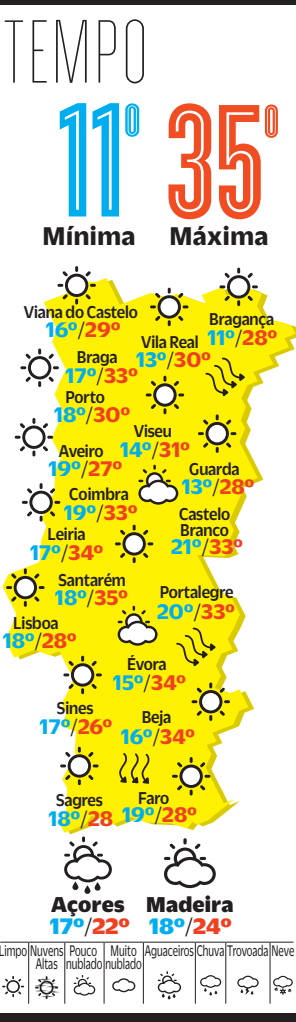 TEMPO
11º 35º
Mínima Máxima
Viana do Castelo
16º/29º
Bragança
11º/28º
Vila Real
13º/30º
Braga
17º/33º
Porto
18º/30º
Viseu
14º/31º
Aveiro
19º/27º
Guarda
13º/28º
Coimbra
19º/33º
Castelo
Branco
21º/33º
Leiria
17º/34º
Santarém
18º/35º
Portalegre
20º/33º
Lisboa
18º/28º
Évora
15º/34º
Sines
17º/26º
Beja
16º/34º
Sagres
18º/28
Faro
19º/28º
Açores
17º/22º
Madeira
18º/24º
Limpo
Nuvens
Altas
Pouco
nublado
Muito
nublado
Aguaceiros
Chuva
Trovoada
Neve